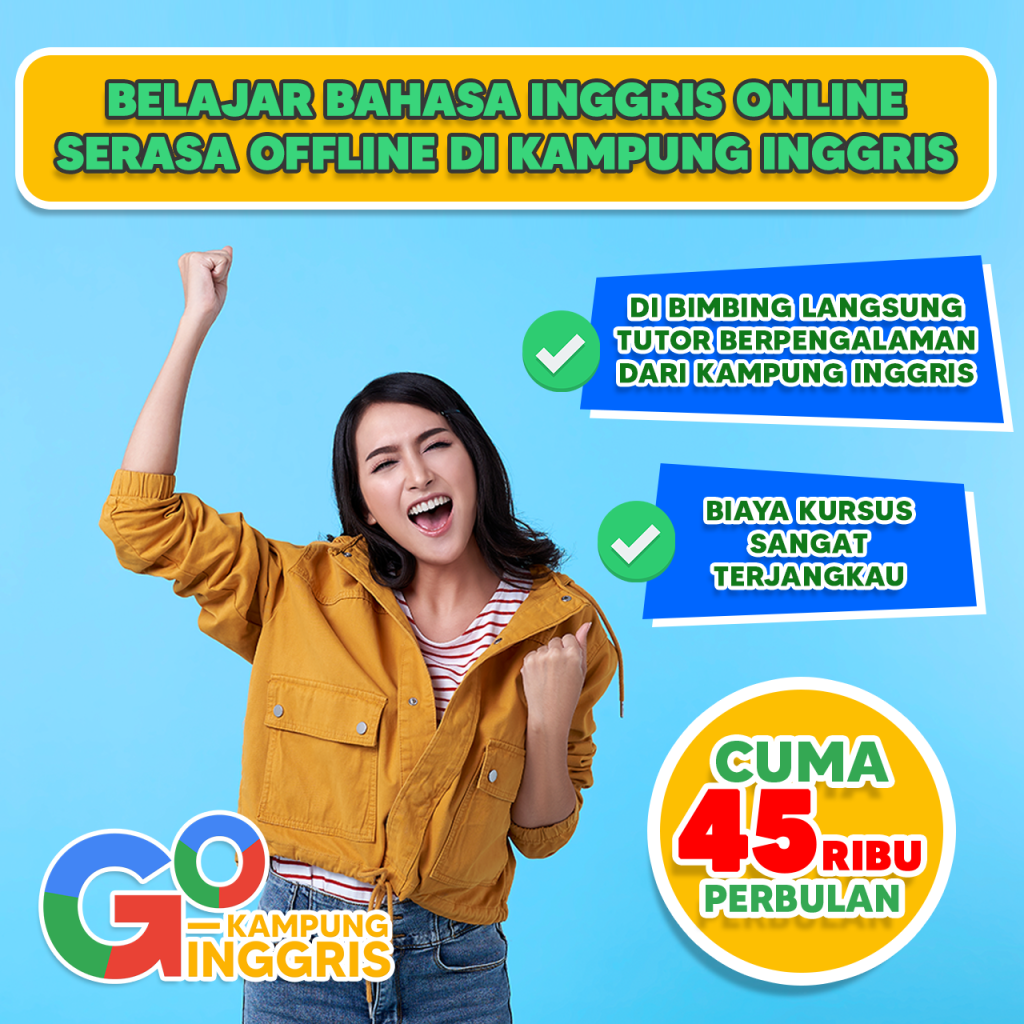 BELAJAR BAHASA INGGRIS ONLINE
SERASA OFFLINE DI KAMPUNG INGGRIS
DI BIMBING LANGSUNG
TUTOR BERPENGALAMAN
DARI KAMPUNG INGGRIS
BIAYA KURSUS
SANGAT
TERJANGKAU
CUMA
45 RIBU
PERBULAN
GO
KAMPUNG
INGGRIS